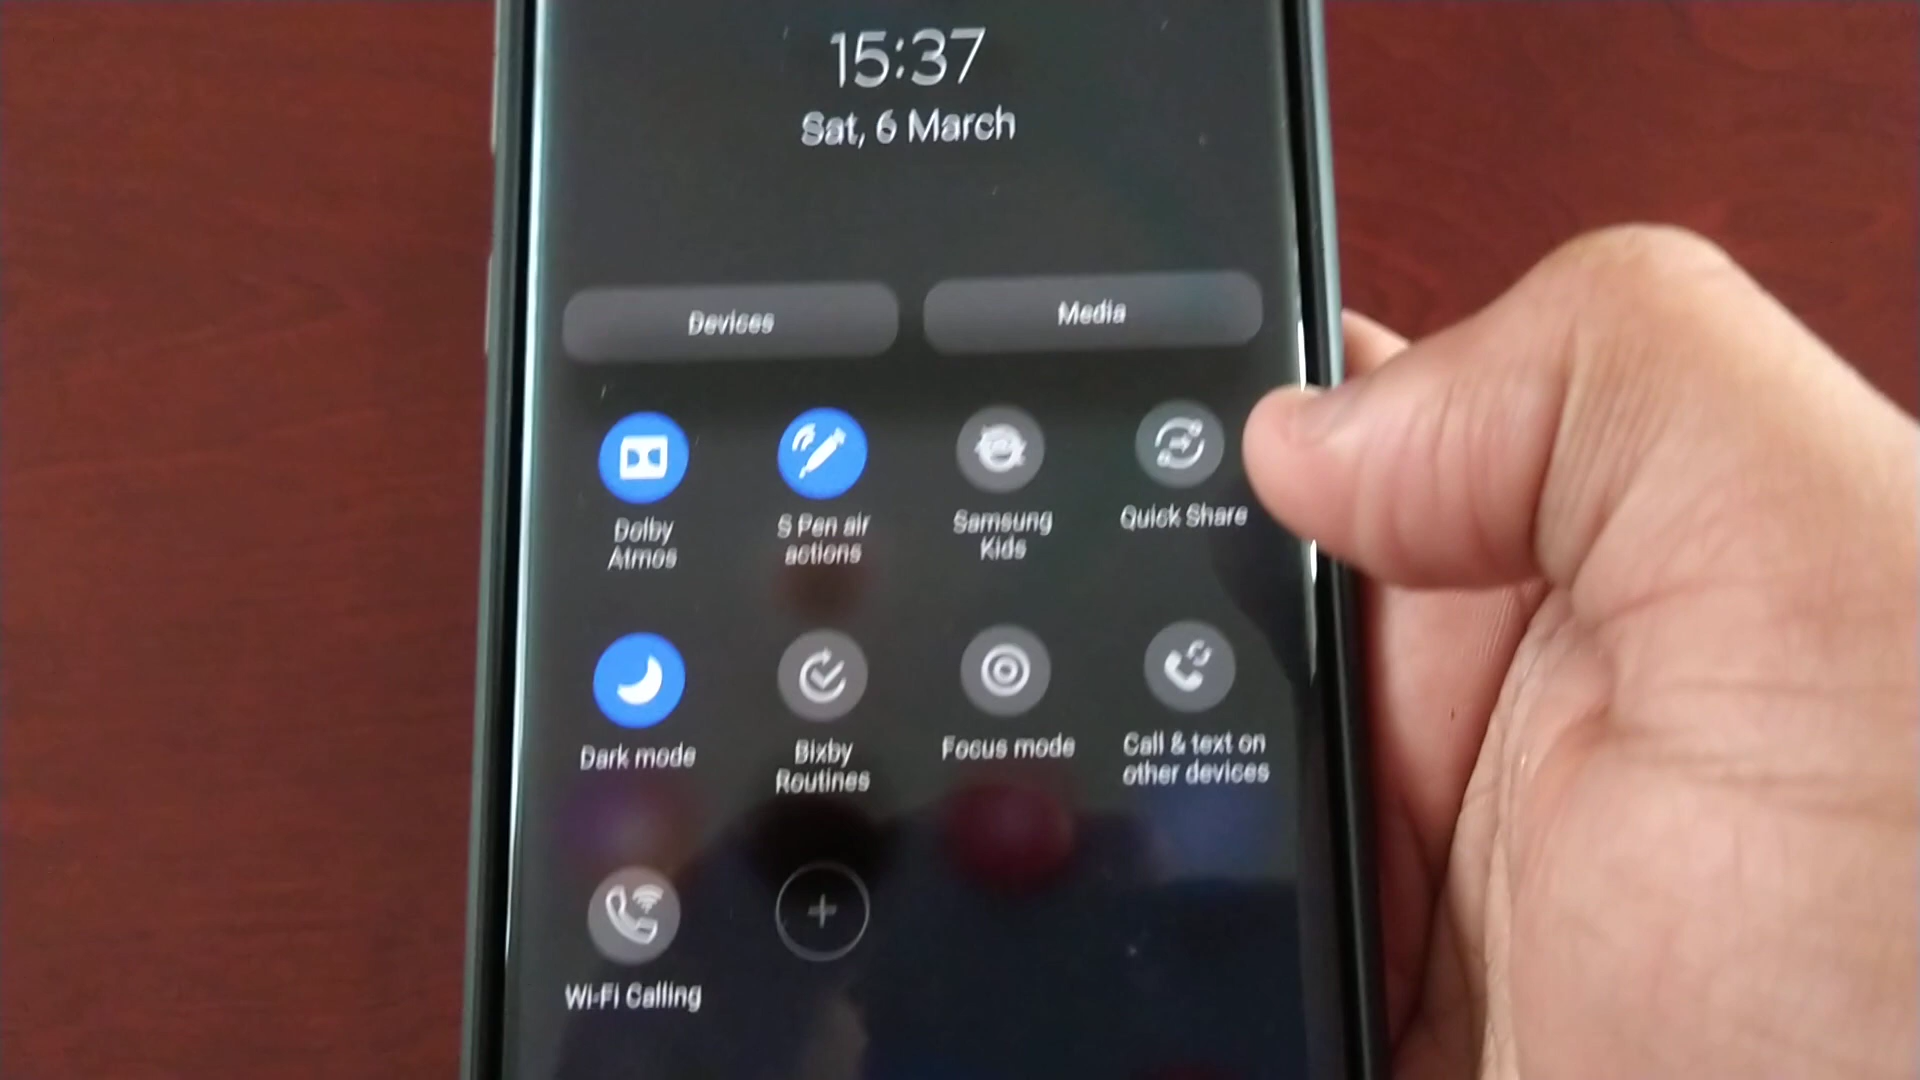 15:37
Sat, 6 March
Devices
Media
Dolby
Atmos
S Pen air
actions
Samsung
Kids
Quick Share
Dark mode
Bixby
Routines
Focus mode
Call & text on
other devices
Wi-Fi Calling